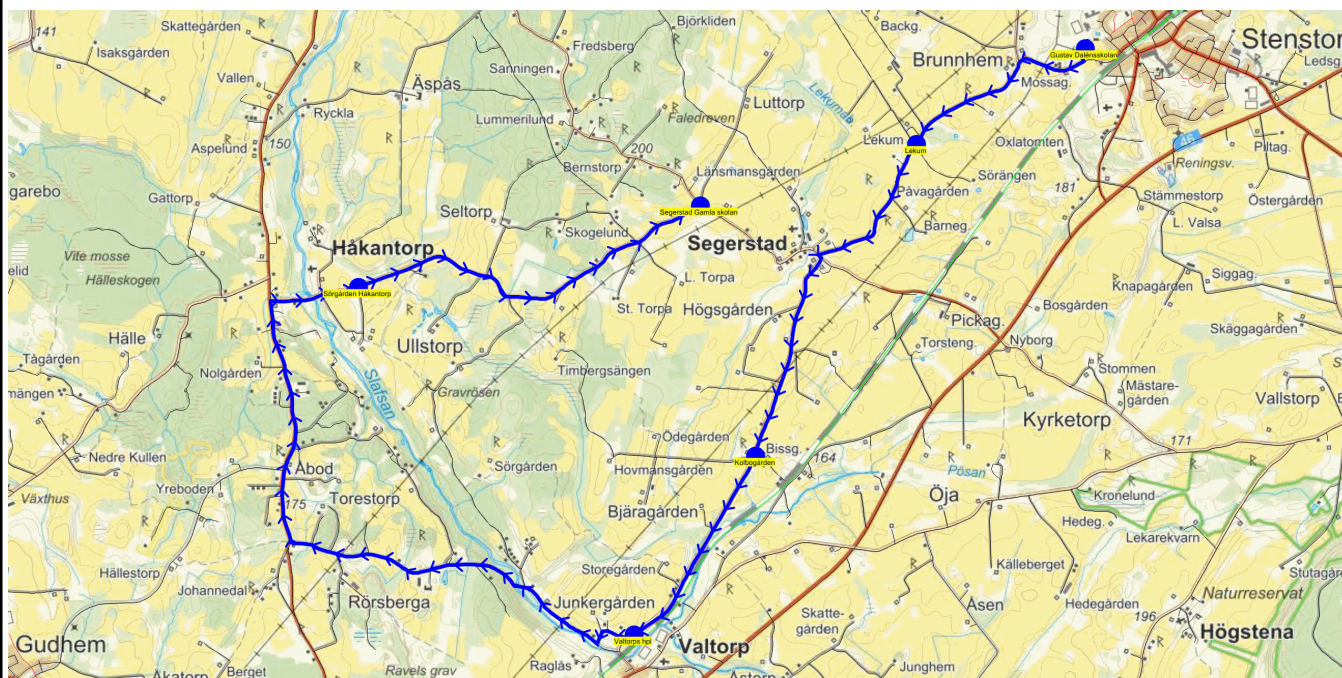 141
Skattegården
Isaksgården
Björkliden
Backg.
Gustav Dalénsskolan
Stenstor
Fredsberg
Brunnhem
Ledsg.
Vallen
Sanningen
Mossag.
Äspås
Ryckla
Luttorp
Lekumaå
Lummerilund
Faledreven
46
Aspelund
150
200
Lekum
Lekum
Oxlatomten
Piltag.
Reningsv.
Bernstorp
Länsmansgården
Sörängen
garebo
Gattorp
Påvagården
181
Stämmestorp
Östergården
Seltorp
Segerstad Gamla skolan
Barneg.
L. Valsa
Skogelund
Håkantorp
Segerstad
Vite mosse
elid
Hälleskogen
L. Torpa
Siggag.
Knapagården
Sörgården Håkantorp
St. Torpa
Högsgården
Bosgården
Pickag.
Skäggagården
Hälle
Ullstorp
Torsteng.
Nyborg
Tågården
Nolgården
Slafsan
Timbergsängen
Stommen
mängen
Gravrösen
Mästare-
gården
Vallstorp
Kyrketorp
Ödegården
171
Bissg.
Nedre Kullen
Kolbogården
164
Hovmansgården
Sörgården
Åbod
Pösan
Yreboden
Växthus
Torestorp
175
Öja
Kronelund
Bjäragården
Hedeg.
Lekarekvarn
Hällestorp
Storegården
Källeberget
Stutagår
Johannedal
Naturreservat
Rörsberga
Junkergården
Åsen
Hedegården
Skatte-
gården
196
Gudhem
Valtorps hpl
Valtorp
Högstena
Berget
Ravels grav
Raglås
Junghem
Åkatorp
Åstorp